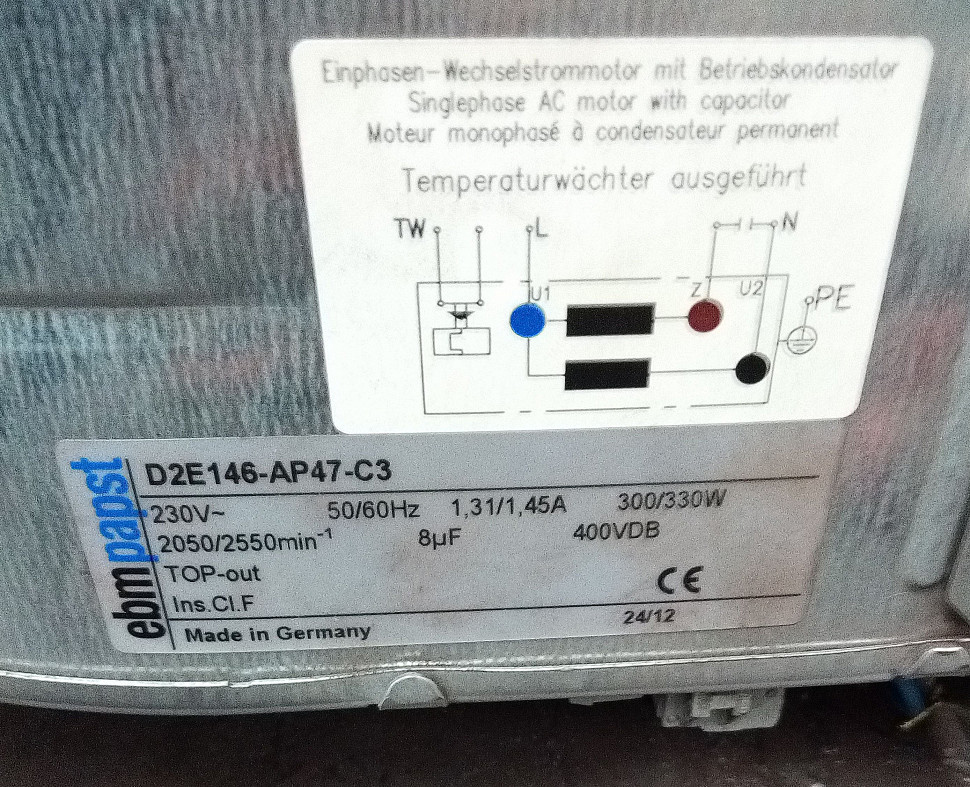 Einphasen-Wechselstrommotor mit Betriebskondensator
Singlephase AC motor with capacitor
Moteur monophasé à condensateur permanent
Temperaturwächter ausgeführt
TW L N
U1 Z U2 PE
ebmpapst
D2E146-AP47-C3
230V~ 50/60Hz 1,31/1,45A 300/330W
2050/2550min⁻¹ 8µF 400VDB
TOP-out
CE
Ins.Cl.F
Made in Germany 24/12